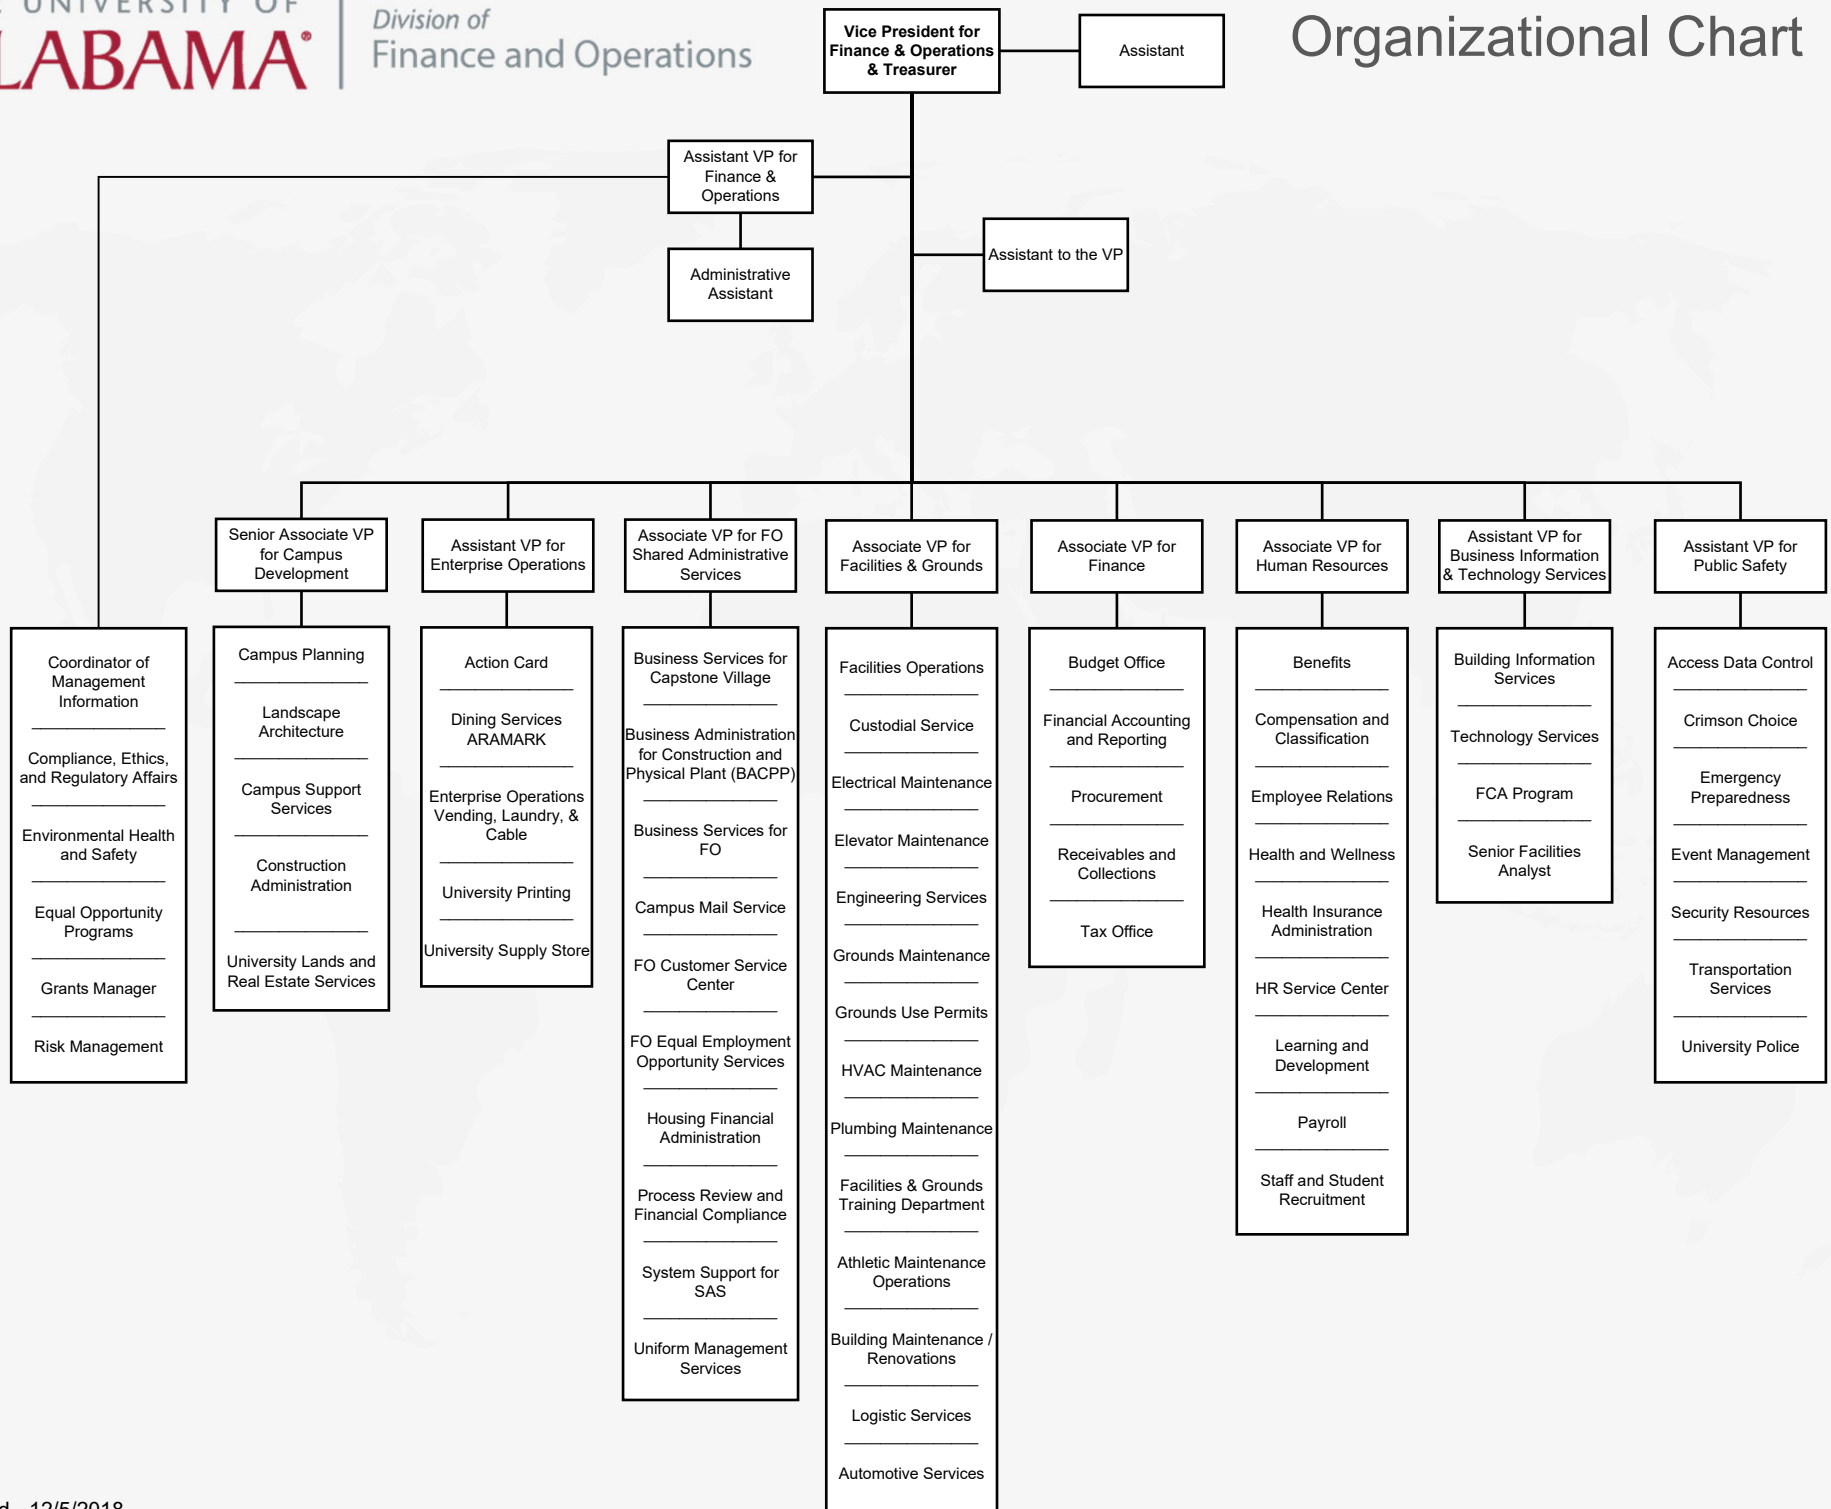 UNIVERSITY OF
LABAMA®
Division of
Finance and Operations
Organizational Chart
Vice President for
Finance & Operations
& Treasurer
Assistant
Assistant VP for
Finance &
Operations
Administrative
Assistant
Assistant to the VP
Senior Associate VP
for Campus
Development
Assistant VP for
Enterprise Operations
Associate VP for FO
Shared Administrative
Services
Associate VP for
Facilities & Grounds
Associate VP for
Finance
Associate VP for
Human Resources
Assistant VP for
Business Information
& Technology Services
Assistant VP for
Public Safety
Coordinator of
Management
Information
Compliance, Ethics,
and Regulatory Affairs
Environmental Health
and Safety
Equal Opportunity
Programs
Grants Manager
Risk Management
Campus Planning
Landscape
Architecture
Campus Support
Services
Construction
Administration
University Lands and
Real Estate Services
Action Card
Dining Services
ARAMARK
Enterprise Operations
Vending, Laundry, &
Cable
University Printing
University Supply Store
Business Services for
Capstone Village
Business Administration
for Construction and
Physical Plant (BACPP)
Business Services for
FO
Campus Mail Service
FO Customer Service
Center
FO Equal Employment
Opportunity Services
Housing Financial
Administration
Process Review and
Financial Compliance
System Support for
SAS
Uniform Management
Services
Facilities Operations
Custodial Service
Electrical Maintenance
Elevator Maintenance
Engineering Services
Grounds Maintenance
Grounds Use Permits
HVAC Maintenance
Plumbing Maintenance
Facilities & Grounds
Training Department
Athletic Maintenance
Operations
Building Maintenance /
Renovations
Logistic Services
Automotive Services
Budget Office
Financial Accounting
and Reporting
Procurement
Receivables and
Collections
Tax Office
Benefits
Compensation and
Classification
Employee Relations
Health and Wellness
Health Insurance
Administration
HR Service Center
Learning and
Development
Payroll
Staff and Student
Recruitment
Building Information
Services
Technology Services
FCA Program
Senior Facilities
Analyst
Access Data Control
Crimson Choice
Emergency
Preparedness
Event Management
Security Resources
Transportation
Services
University Police
12/5/2018